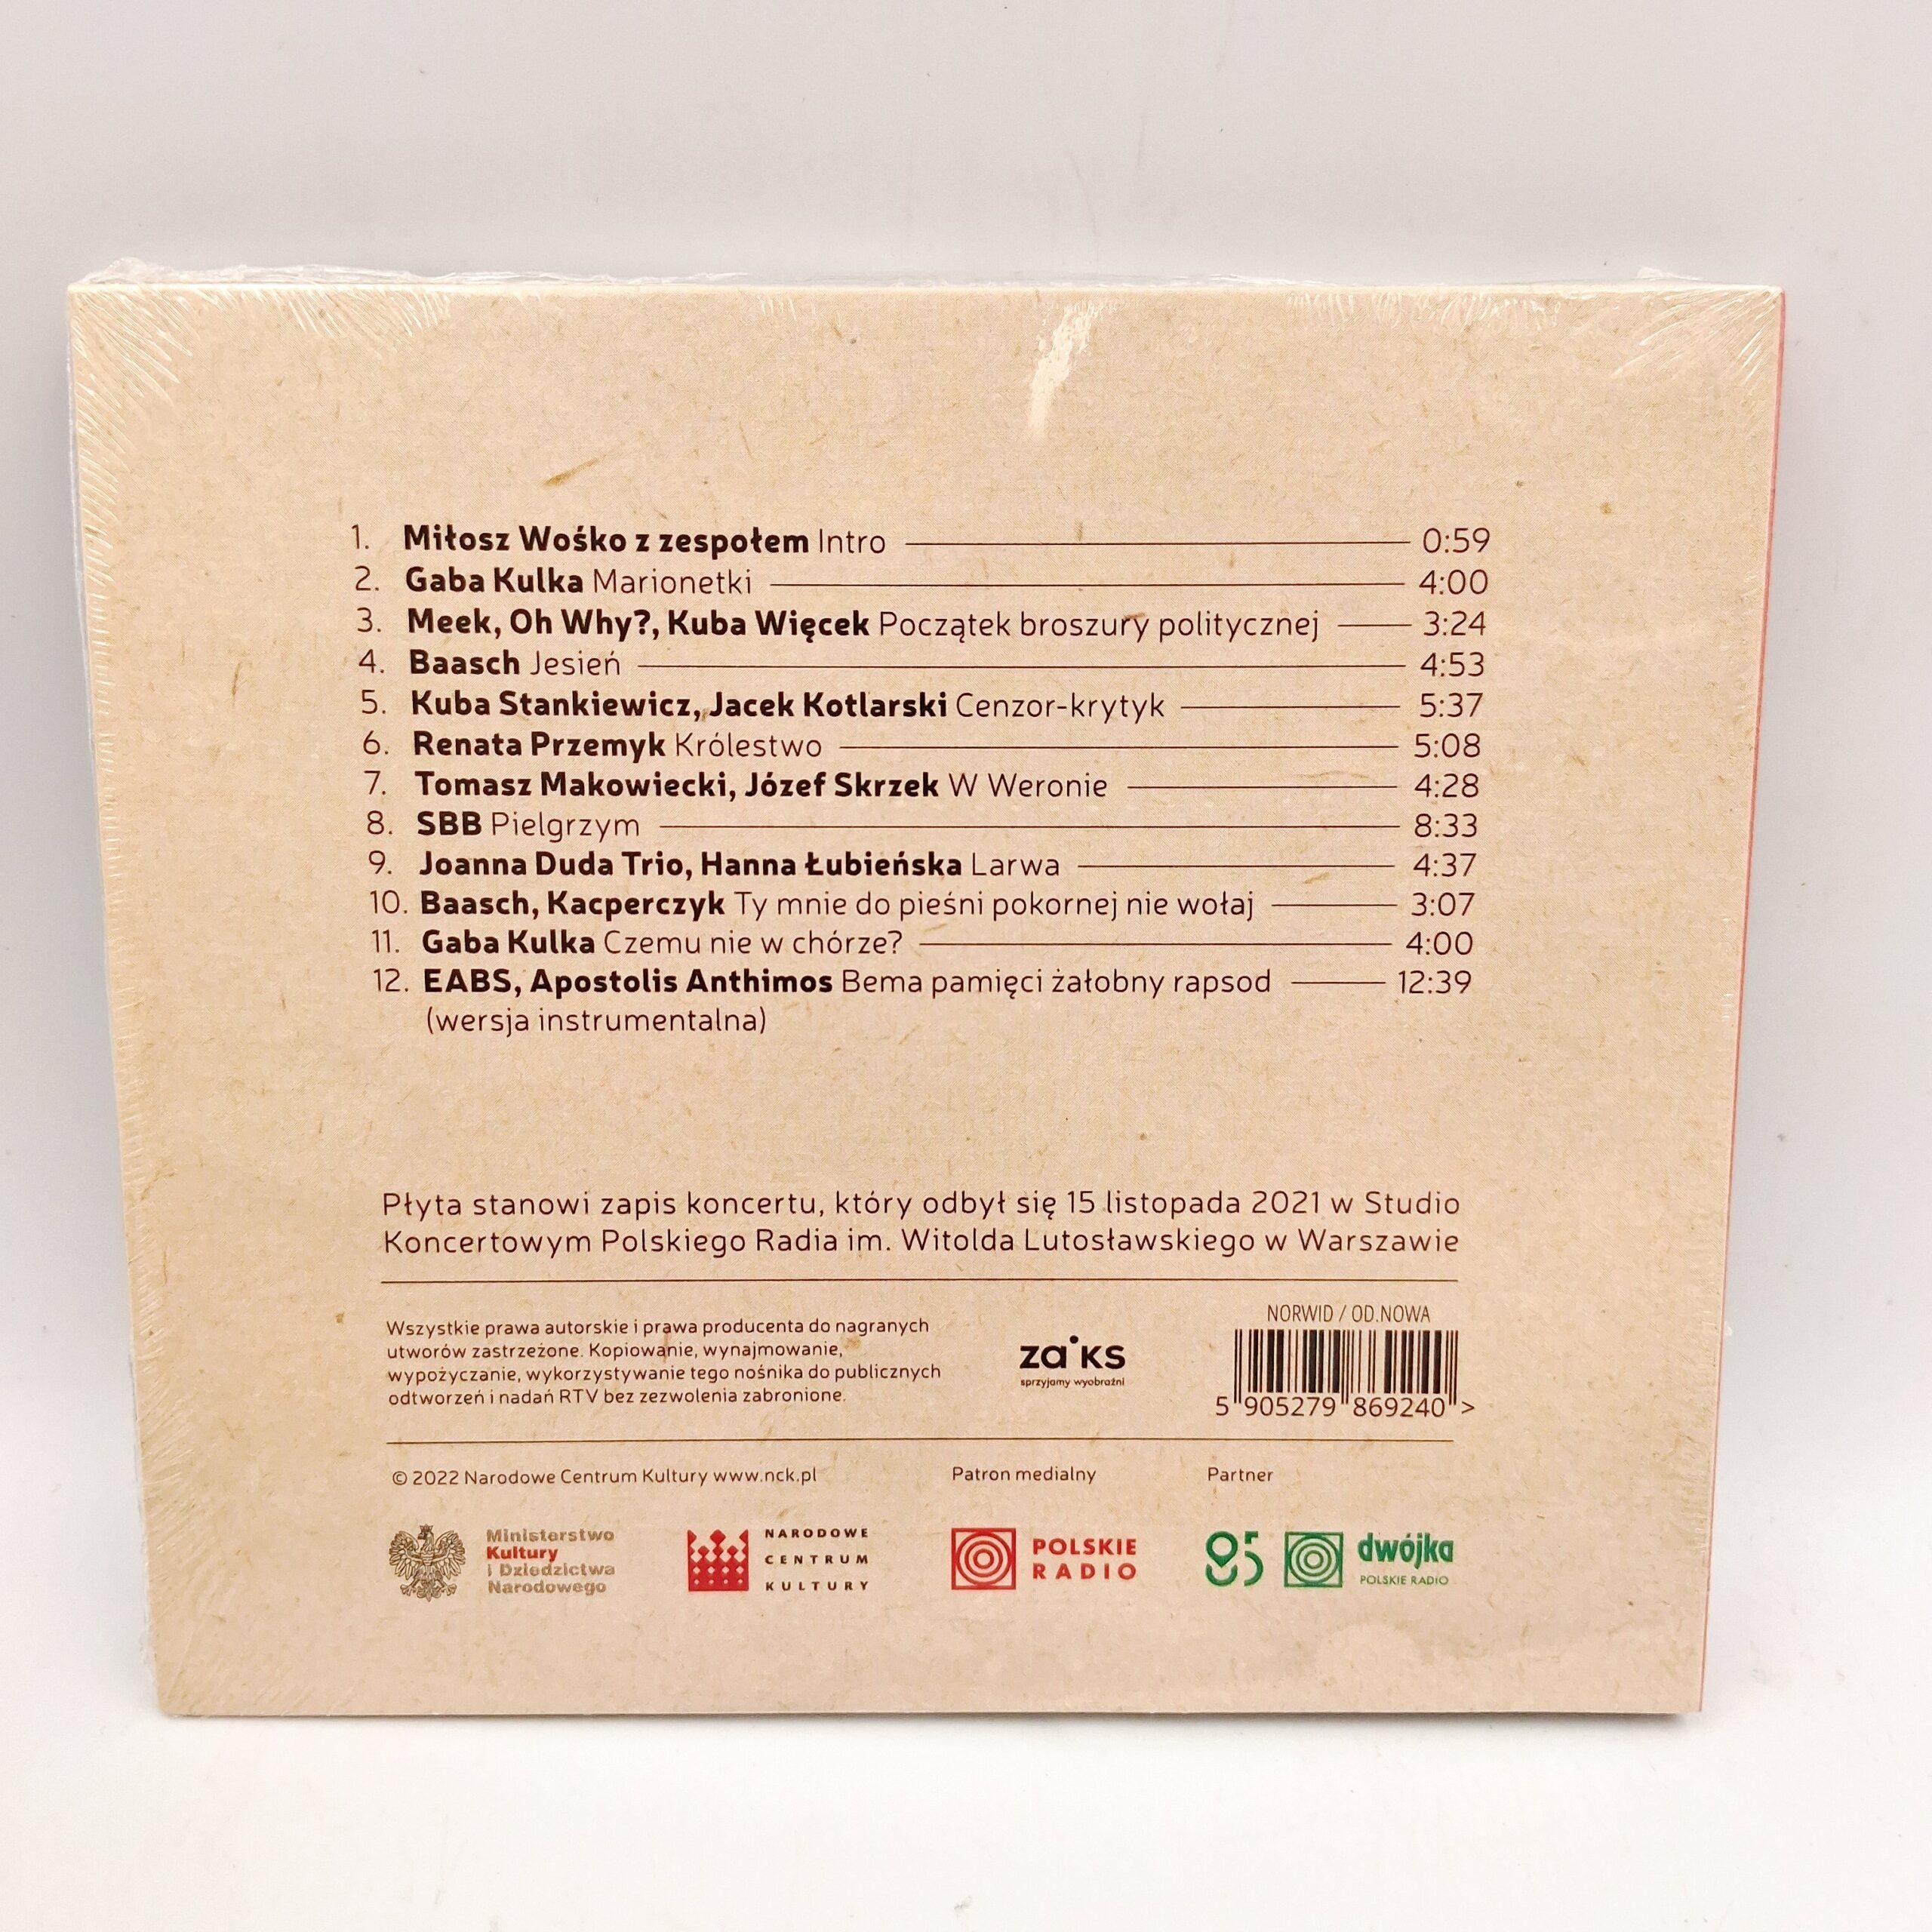 1. Miłosz Wośko z zespołem Intro 0:59
2. Gaba Kulka Marionetki 4:00
3. Meek, Oh Why?, Kuba Więcek Początek broszury politycznej 3:24
4. Baasch Jesień 4:53
5. Kuba Stankiewicz, Jacek Kotlarski Cenzor-krytyk 5:37
6. Renata Przemyk Królestwo 5:08
7. Tomasz Makowiecki, Józef Skrzek W Weronie 4:28
8. SBB Pielgrzym 8:33
9. Joanna Duda Trio, Hanna Łubieńska Larwa 4:37
10. Baasch, Kacperczyk Ty mnie do pieśni pokornej nie wołaj 3:07
11. Gaba Kulka Czemu nie w chórze? 4:00
12. EABS, Apostolis Anthimos Bema pamięci żałobny rapsod 12:39
(wersja instrumentalna)
Płyta stanowi zapis koncertu, który odbył się 15 listopada 2021 w Studio
Koncertowym Polskiego Radia im. Witolda Lutosławskiego w Warszawie
Wszystkie prawa autorskie i prawa producenta do nagranych
utworów zastrzeżone. Kopiowanie, wynajmowanie,
wypożyczanie, wykorzystywanie tego nośnika do publicznych
odtworzeń i nadań RTV bez zezwolenia zabronione.
zaiks
sprzyjamy wyobraźni
NORWID / OD.NOWA
5 905279 869240 >
© 2022 Narodowe Centrum Kultury www.nck.pl
Patron medialny
Partner
Ministerstwo
Kultury
i Dziedzictwa
Narodowego
NARODOWE
CENTRUM
KULTURY
POLSKIE
RADIO
85
dwójka
POLSKIE RADIO